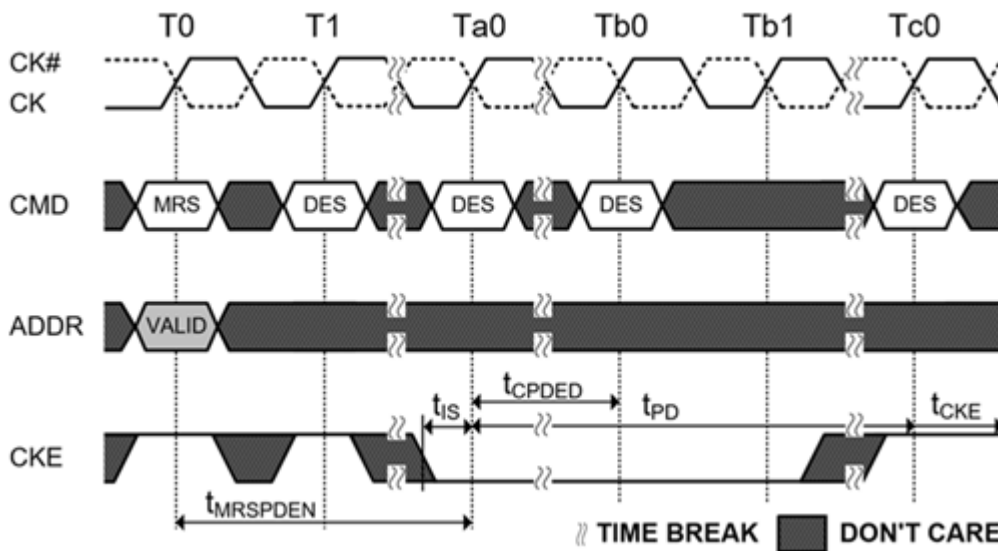 T0 T1 Ta0 Tb0 Tb1 Tc0
CK#
CK
CMD MRS DES DES DES DES
ADDR VALID
tCPDED
tIS tPD tCKE
CKE
tMRSPDEN
TIME BREAK DON'T CARE